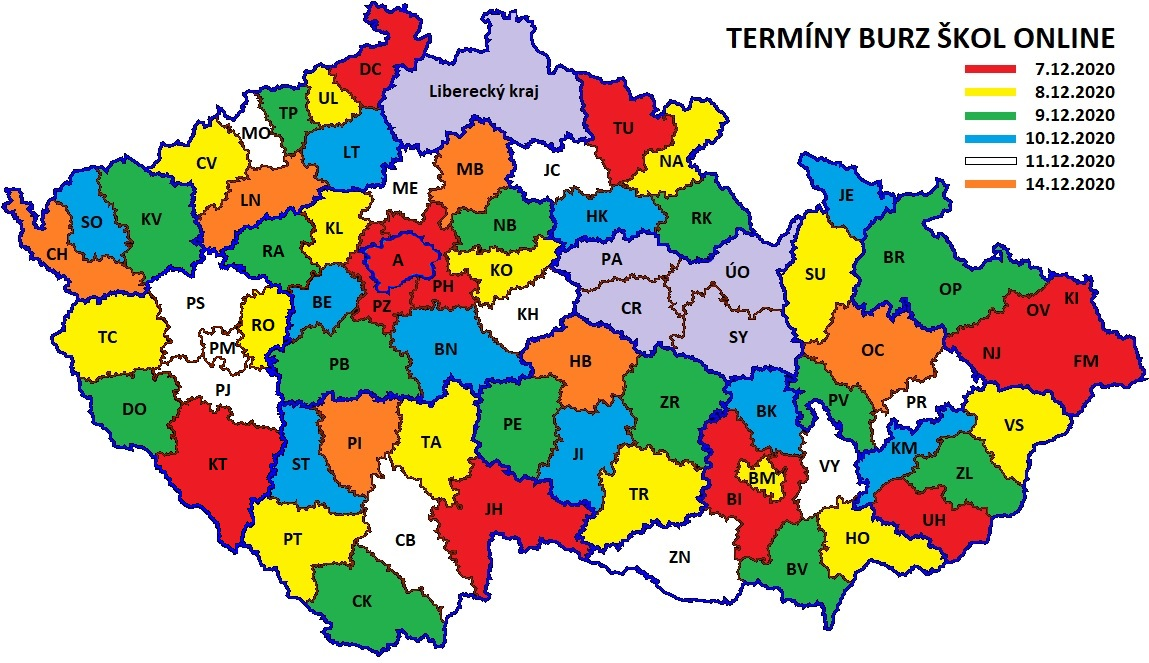 TERMÍNY BURZ ŠKOL ONLINE
7.12.2020
8.12.2020
9.12.2020
10.12.2020
11.12.2020
14.12.2020
DC
Liberecký kraj
UL
TP
MO
TU
LT
CV
NA
MB
JC
ME
LN
JE
SO
KV
KL
NB
HK
RK
CH
RA
A
KO
PA
ÚO
SU
BR
PH
OP
KI
PS
BE
PZ
OV
RO
KH
CR
TC
PM
BN
SY
OC
NJ
FM
PB
HB
PJ
DO
ZR
BK
PV
PR
PE
VS
TA
PI
JI
KM
KT
ST
VY
ZL
BM
TR
BI
JH
UH
PT
CB
HO
ZN
BV
CK